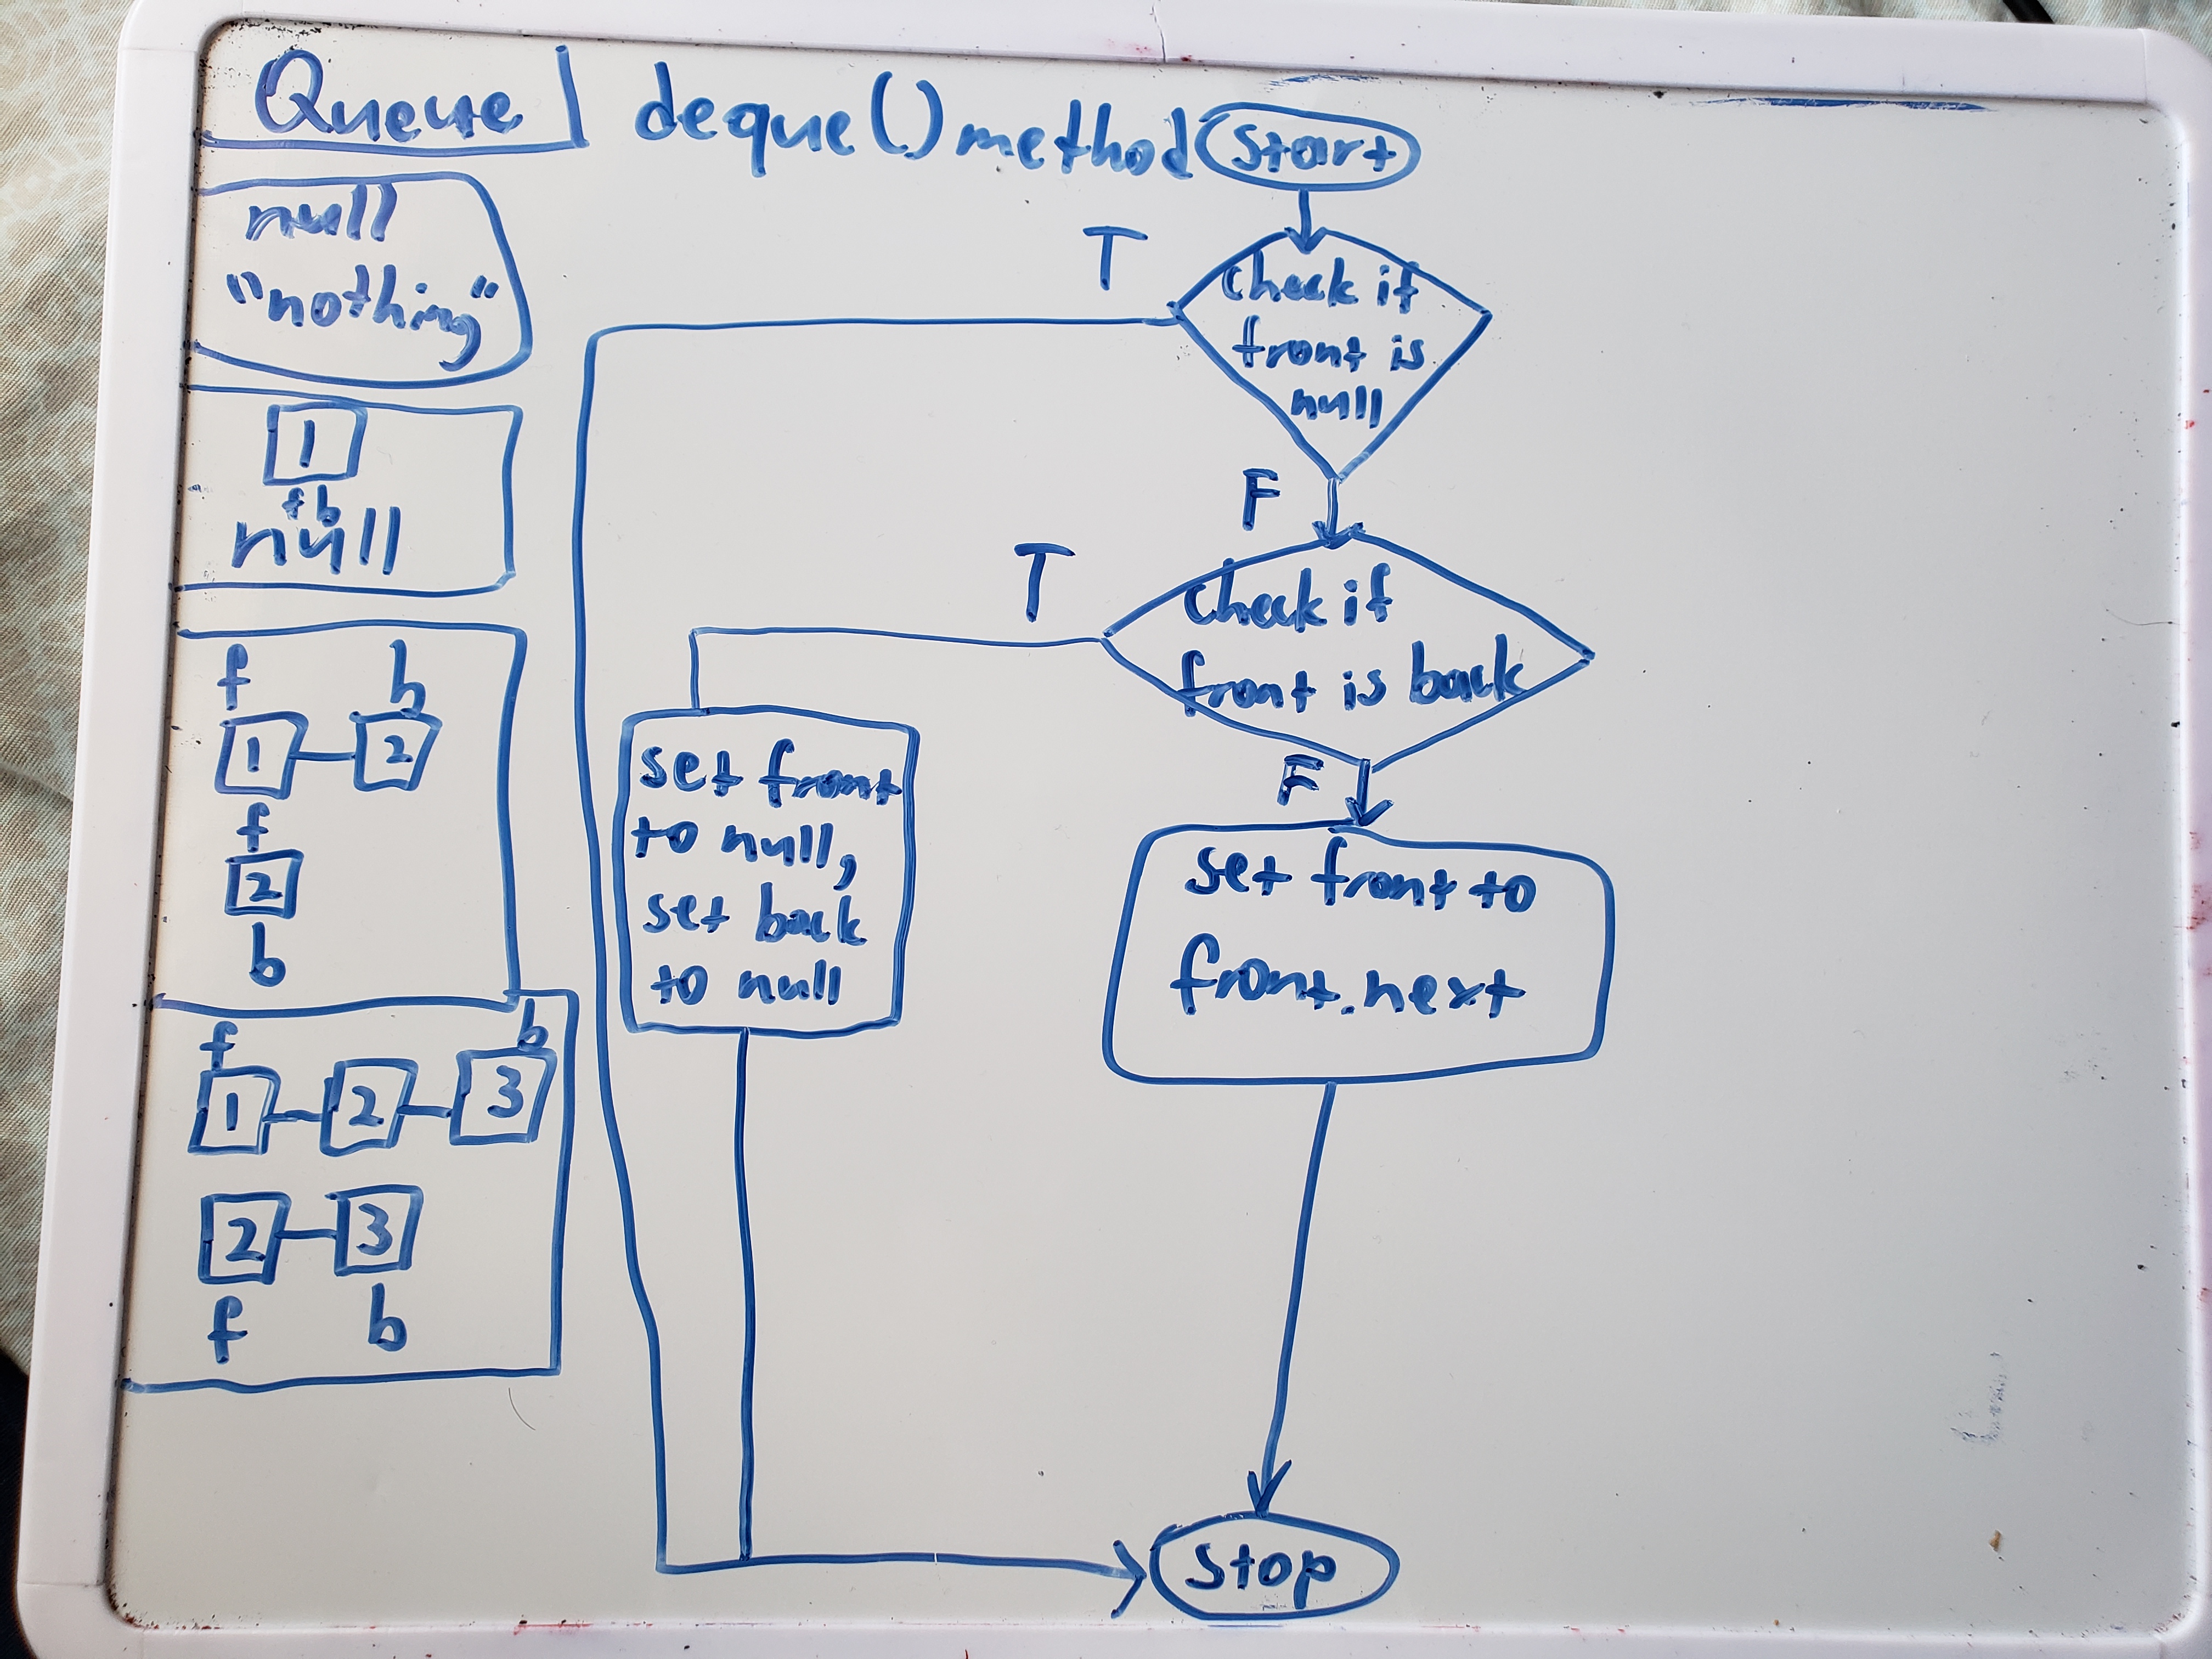 Queue
deque() method
start
null
"nothing"
1
f b
null
f b
1 2
f
2
b
f b
1 2 3
2 3
f b
T
check if
front is
null
F
T
check if
front is back
F
set front
to null,
set back
to null
set front to
front.next
stop